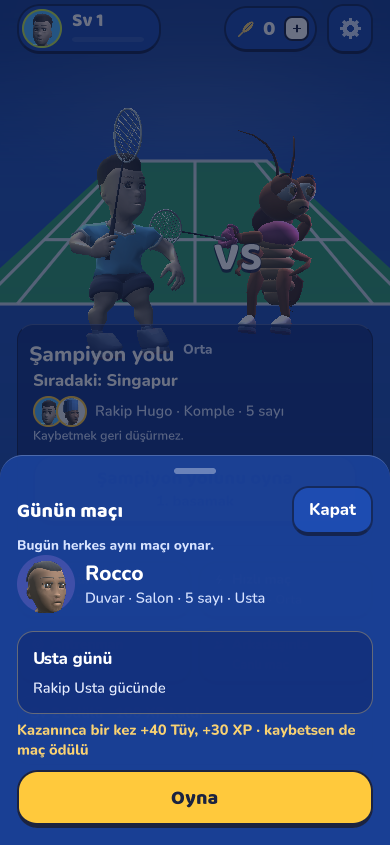 Sv 1
0 +
VS
Şampiyon yolu Orta
Sıradaki: Singapur
Rakip Hugo · Komple · 5 sayı
Kaybetmek geri düşürmez.
Günün maçı
Kapat
Bugün herkes aynı maçı oynar.
Rocco
Duvar · Salon · 5 sayı · Usta
Usta günü
Rakip Usta gücünde
Kazanınca bir kez +40 Tüy, +30 XP · kaybetsen de
maç ödülü
Oyna